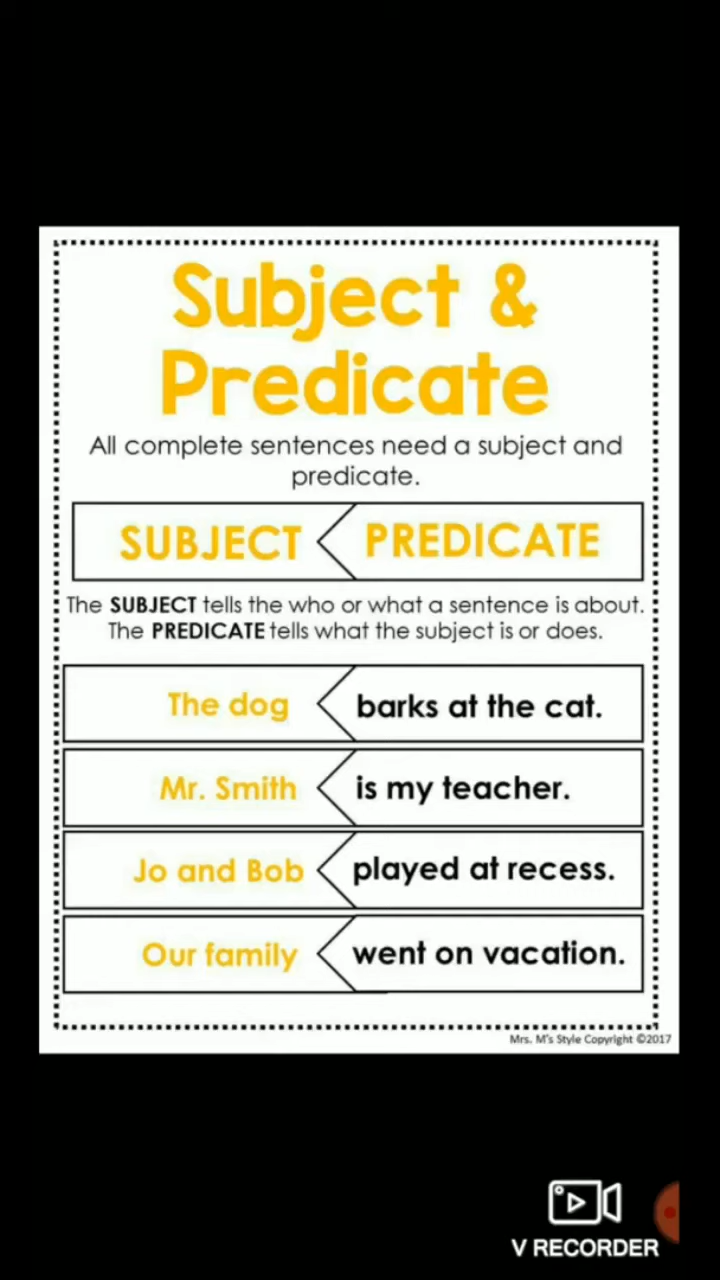 Subject &
Predicate
All complete sentences need a subject and
predicate.
SUBJECT PREDICATE
The SUBJECT tells the who or what a sentence is about.
The PREDICATE tells what the subject is or does.
The dog barks at the cat.
Mr. Smith is my teacher.
Jo and Bob played at recess.
Our family went on vacation.
Mrs. M's Style Copyright ©2017
V RECORDER